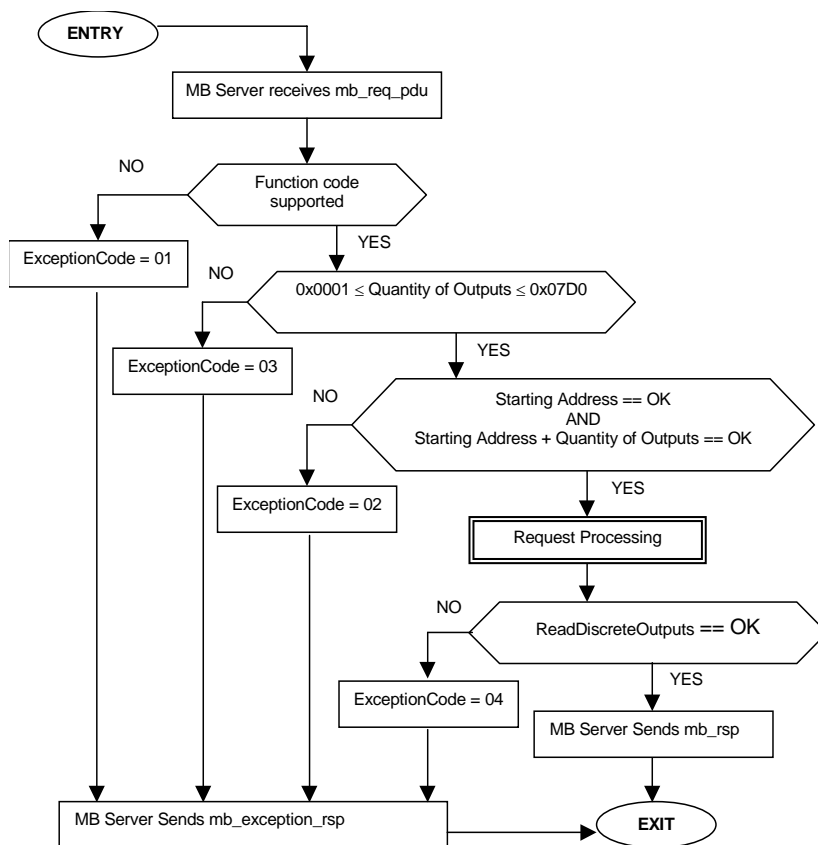 ENTRY
MB Server receives mb_req_pdu
NO
Function code
supported
YES
ExceptionCode = 01
NO
0x0001 ≤ Quantity of Outputs ≤ 0x07D0
YES
ExceptionCode = 03
NO
Starting Address == OK
AND
Starting Address + Quantity of Outputs == OK
YES
ExceptionCode = 02
Request Processing
NO
ReadDiscreteOutputs == OK
YES
ExceptionCode = 04
MB Server Sends mb_rsp
MB Server Sends mb_exception_rsp
EXIT